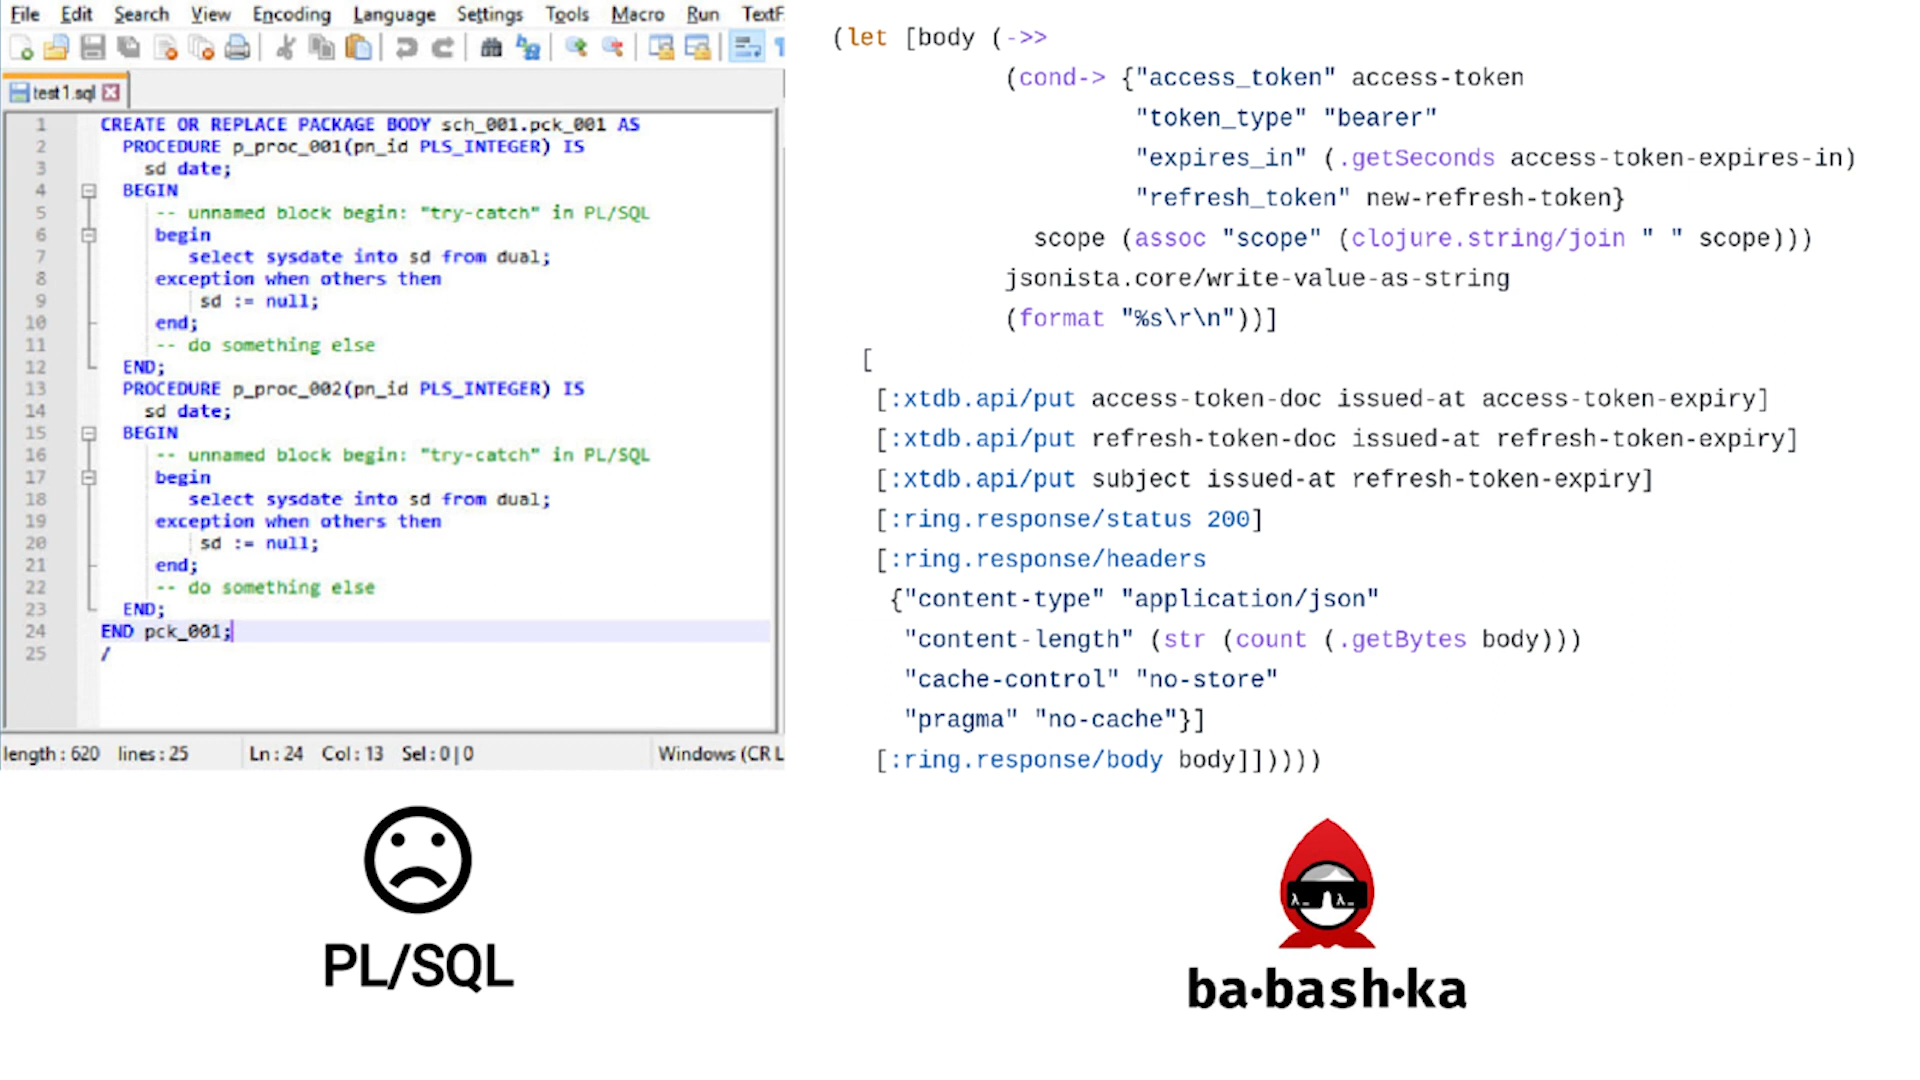 File Edit Search View Encoding Language Settings Tools Macro Run TextF
test1.sql
1 CREATE OR REPLACE PACKAGE BODY sch_001.pck_001 AS
2 PROCEDURE p_proc_001(pn_id PLS_INTEGER) IS
3 sd date;
4 BEGIN
5 -- unnamed block begin: "try-catch" in PL/SQL
6 begin
7 select sysdate into sd from dual;
8 exception when others then
9 sd := null;
10 end;
11 -- do something else
12 END;
13 PROCEDURE p_proc_002(pn_id PLS_INTEGER) IS
14 sd date;
15 BEGIN
16 -- unnamed block begin: "try-catch" in PL/SQL
17 begin
18 select sysdate into sd from dual;
19 exception when others then
20 sd := null;
21 end;
22 -- do something else
23 END;
24 END pck_001;
25 /
length : 620 lines : 25 Ln : 24 Col : 13 Sel : 0 | 0 Windows (CR L
PL/SQL
(let [body (->>
(cond-> {"access_token" access-token
"token_type" "bearer"
"expires_in" (.getSeconds access-token-expires-in)
"refresh_token" new-refresh-token}
scope (assoc "scope" (clojure.string/join " " scope)))
jsonista.core/write-value-as-string
(format "%s\r\n"))]
[
[:xtdb.api/put access-token-doc issued-at access-token-expiry]
[:xtdb.api/put refresh-token-doc issued-at refresh-token-expiry]
[:xtdb.api/put subject issued-at refresh-token-expiry]
[:ring.response/status 200]
[:ring.response/headers
{"content-type" "application/json"
"content-length" (str (count (.getBytes body)))
"cache-control" "no-store"
"pragma" "no-cache"}]
[:ring.response/body body]]))))
λ_ λ_
ba•bash•ka